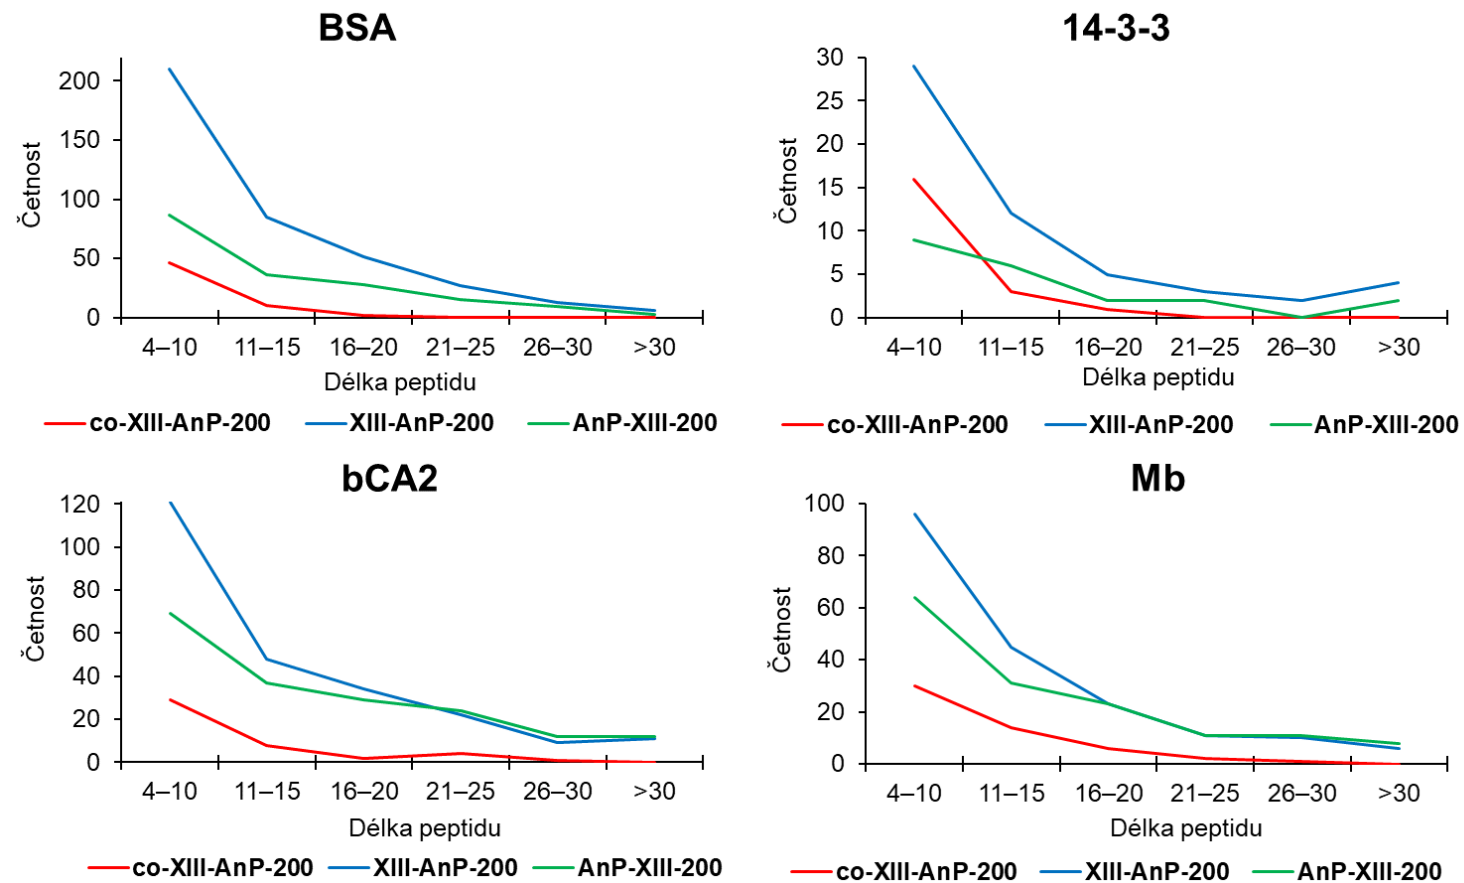 BSA
200
150
100
50
0
Četnost
4–10 11–15 16–20 21–25 26–30 >30
Délka peptidu
co-XIII-AnP-200 XIII-AnP-200 AnP-XIII-200
14-3-3
30
25
20
15
10
5
0
Četnost
4–10 11–15 16–20 21–25 26–30 >30
Délka peptidu
co-XIII-AnP-200 XIII-AnP-200 AnP-XIII-200
bCA2
120
100
80
60
40
20
0
Četnost
4–10 11–15 16–20 21–25 26–30 >30
Délka peptidu
co-XIII-AnP-200 XIII-AnP-200 AnP-XIII-200
Mb
100
80
60
40
20
0
Četnost
4–10 11–15 16–20 21–25 26–30 >30
Délka peptidu
co-XIII-AnP-200 XIII-AnP-200 AnP-XIII-200